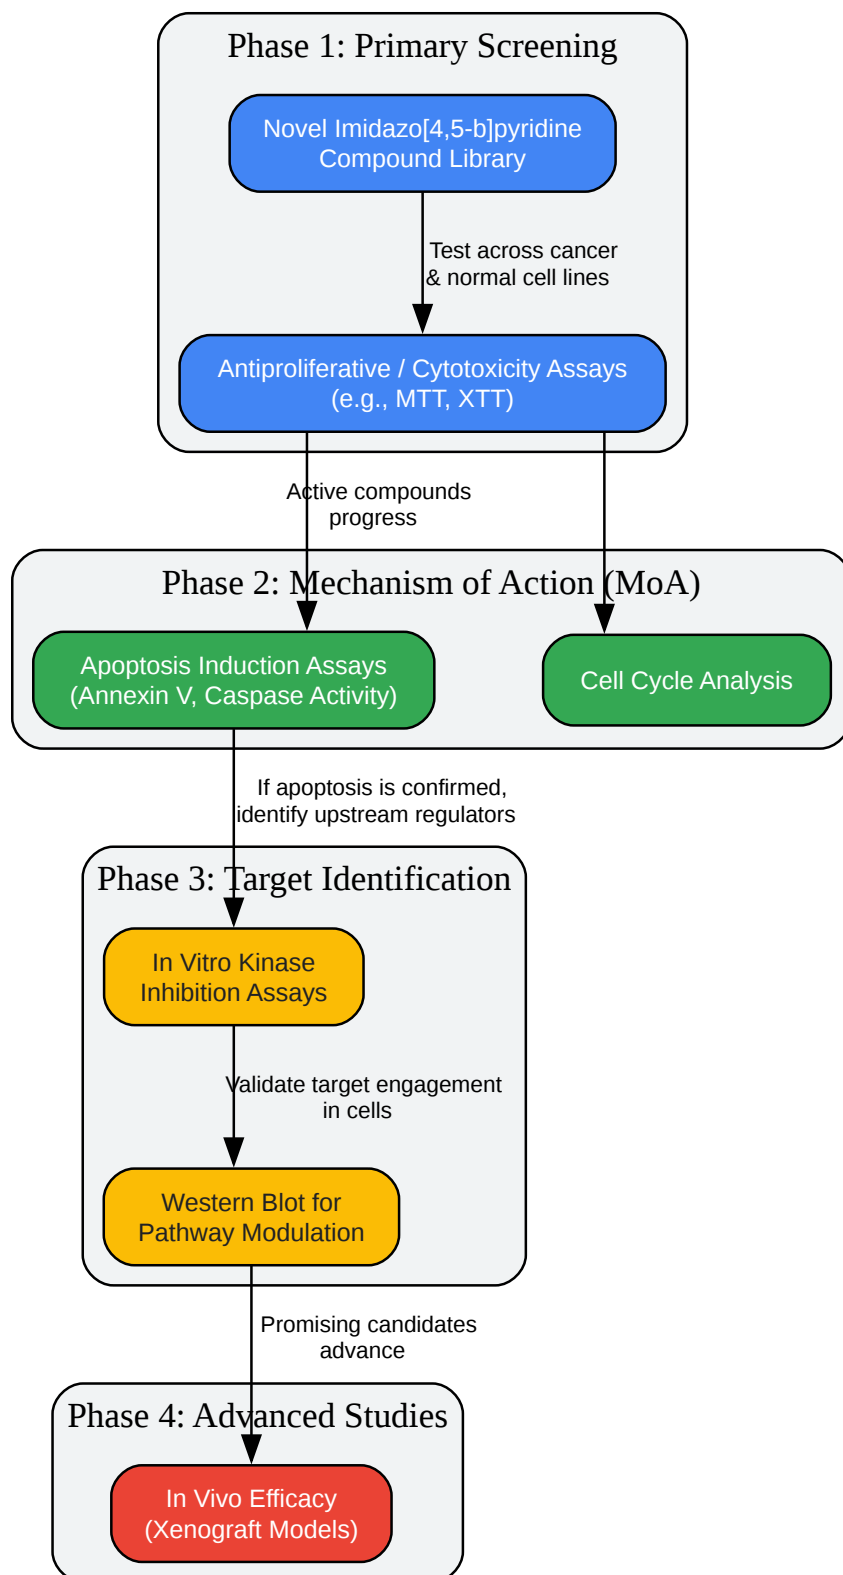 Phase 1: Primary Screening
Novel Imidazo[4,5-b]pyridine
Compound Library
Test across cancer
& normal cell lines
Antiproliferative / Cytotoxicity Assays
(e.g., MTT, XTT)
Active compounds
progress
Phase 2: Mechanism of Action (MoA)
Apoptosis Induction Assays
(Annexin V, Caspase Activity)
Cell Cycle Analysis
If apoptosis is confirmed,
identify upstream regulators
Phase 3: Target Identification
In Vitro Kinase
Inhibition Assays
Validate target engagement
in cells
Western Blot for
Pathway Modulation
Promising candidates
advance
Phase 4: Advanced Studies
In Vivo Efficacy
(Xenograft Models)